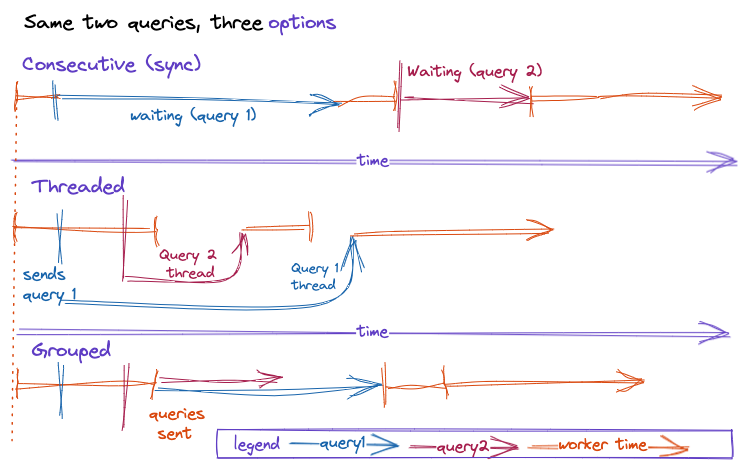 Same two queries, three options
Consecutive (sync)
waiting (query 1)
Waiting (query 2)
time
Threaded
sends
query 1
Query 2
thread
Query 1
thread
time
Grouped
queries
sent
legend query1 query2 worker time